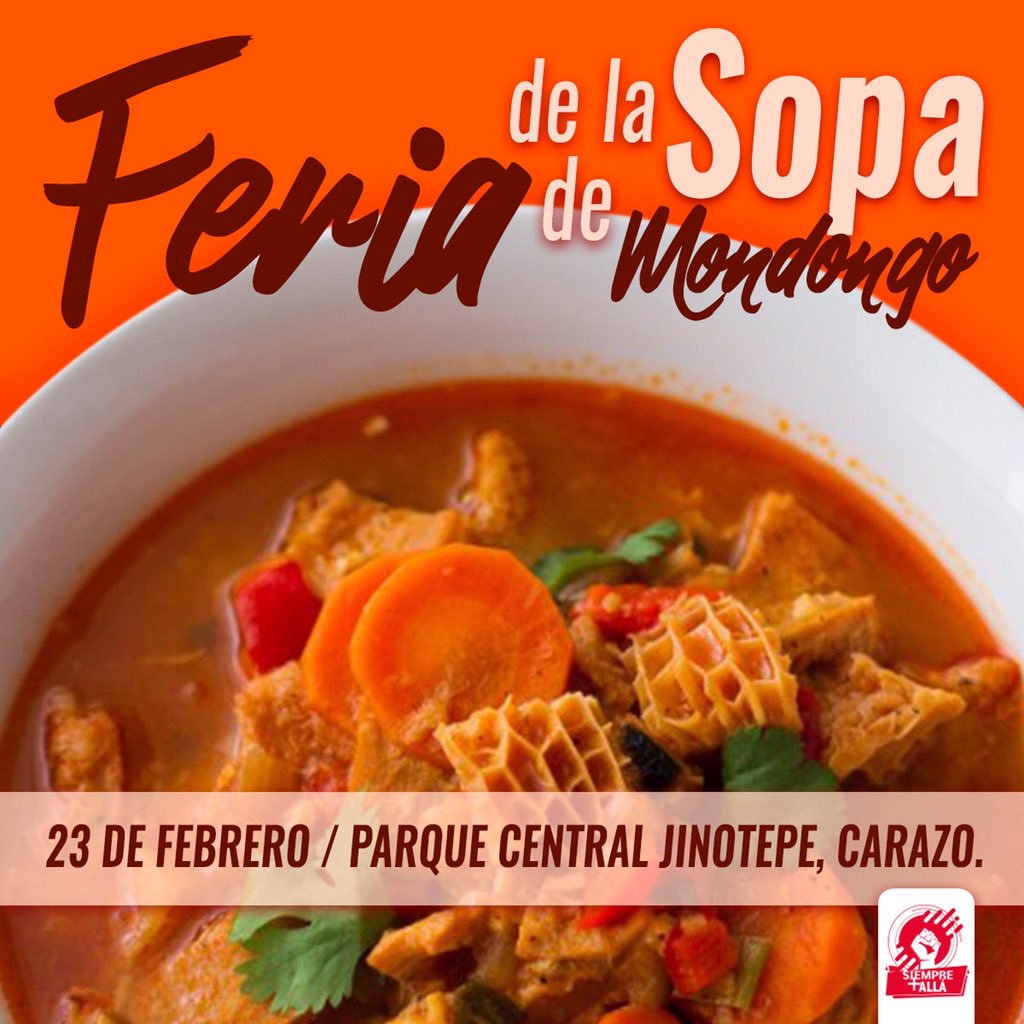 Feria
de la Sopa
de Mondongo
23 DE FEBRERO / PARQUE CENTRAL JINOTEPE, CARAZO.
SIEMPRE
+ALLÁ